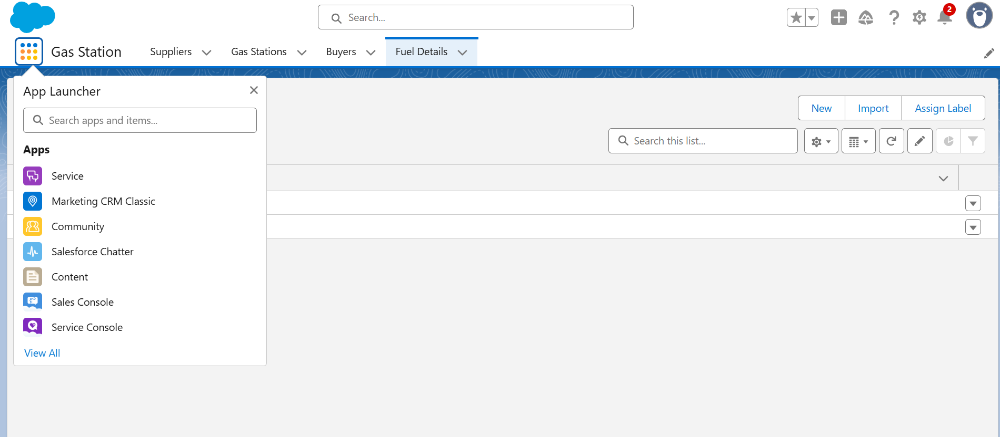 Search...
2
Gas Station
Suppliers
Gas Stations
Buyers
Fuel Details
App Launcher
Search apps and items...
Apps
Service
Marketing CRM Classic
Community
Salesforce Chatter
Content
Sales Console
Service Console
View All
New
Import
Assign Label
Search this list...